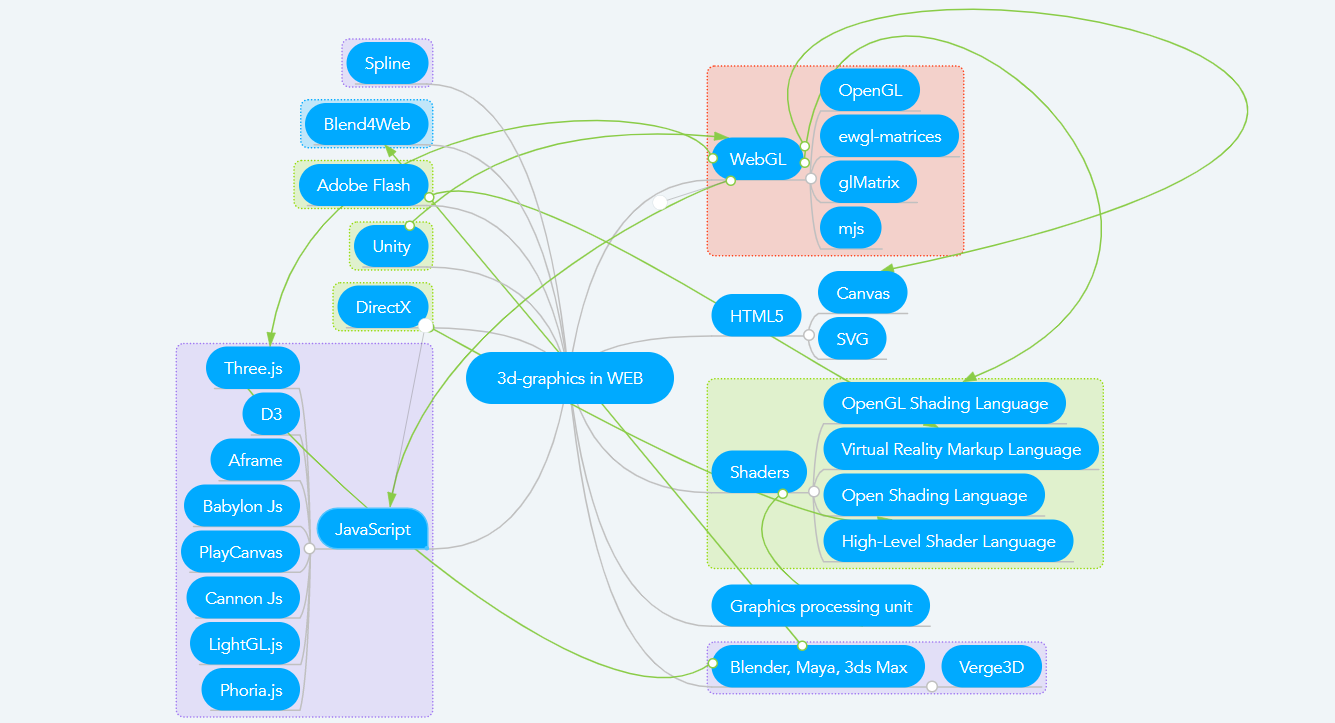 Spline
Blend4Web
Adobe Flash
Unity
DirectX
Three.js
D3
Aframe
Babylon Js
PlayCanvas
Cannon Js
LightGL.js
Phoria.js
JavaScript
3d-graphics in WEB
WebGL
OpenGL
ewgl-matrices
glMatrix
mjs
HTML5
Canvas
SVG
Shaders
OpenGL Shading Language
Virtual Reality Markup Language
Open Shading Language
High-Level Shader Language
Graphics processing unit
Blender, Maya, 3ds Max
Verge3D